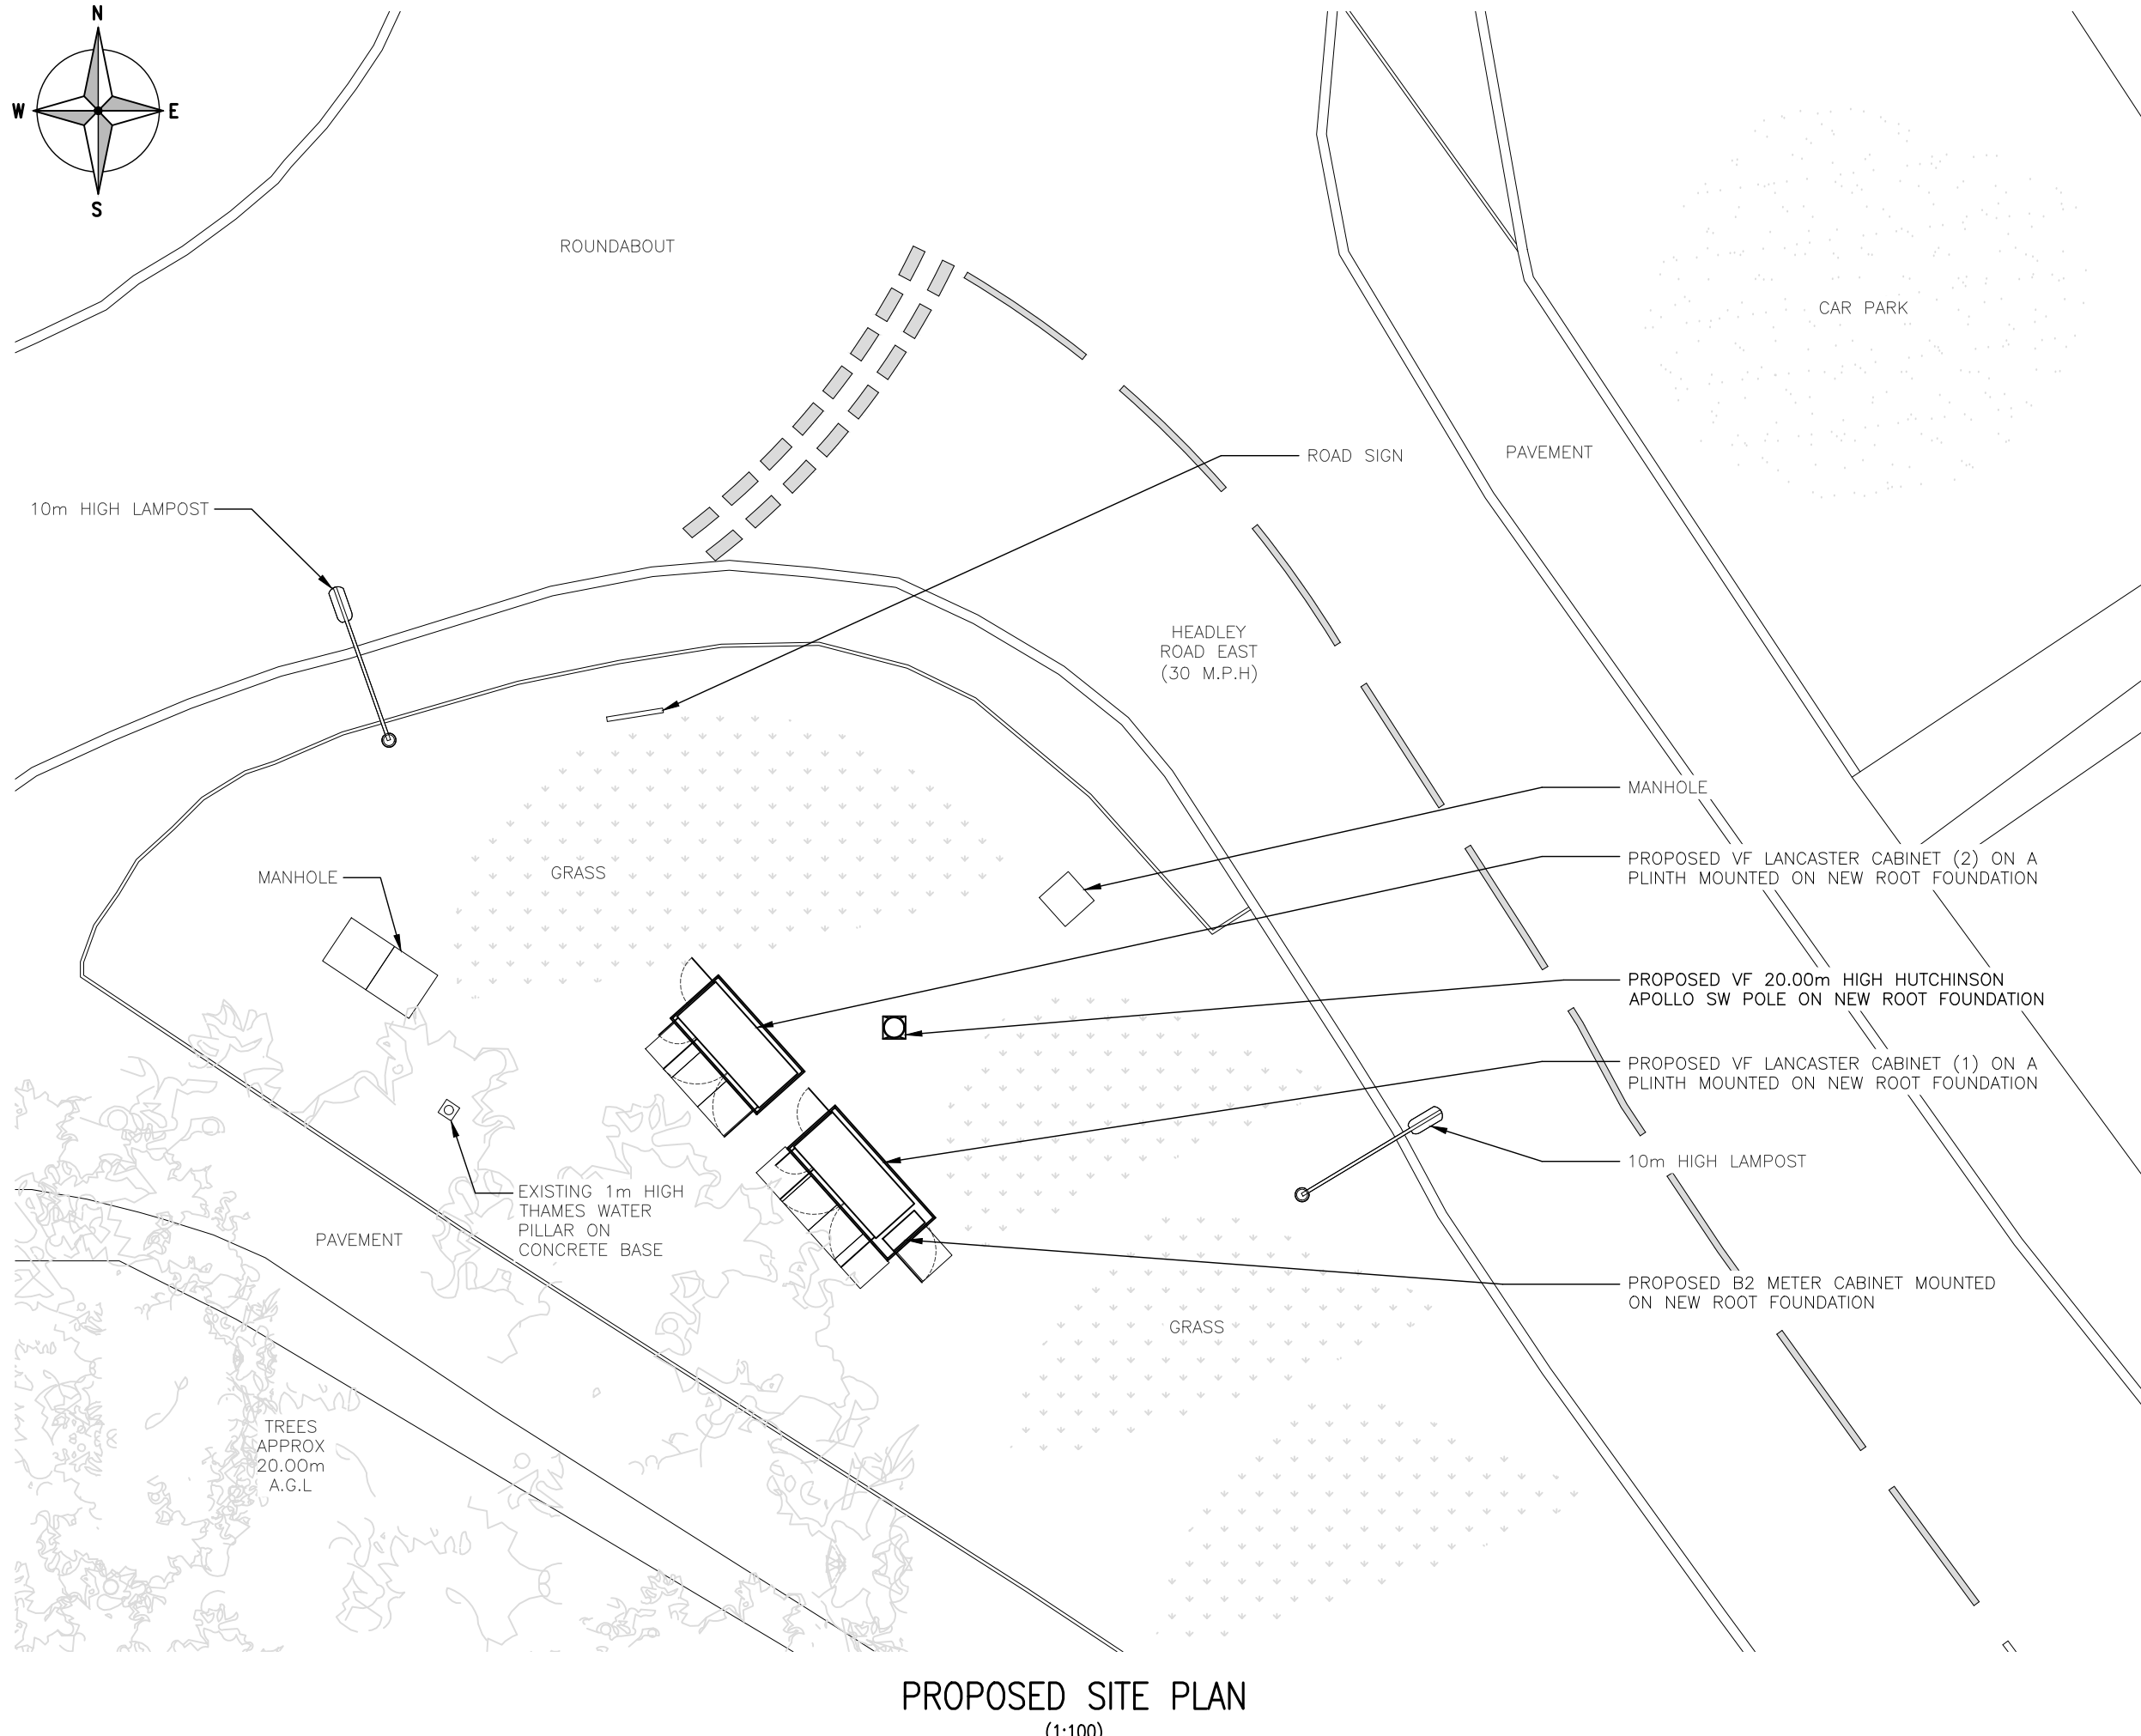 N
W
E
S
ROUNDABOUT
CAR PARK
ROAD SIGN
PAVEMENT
10m HIGH LAMPOST
HEADLEY
ROAD EAST
(30 M.P.H)
MANHOLE
PROPOSED VF LANCASTER CABINET (2) ON A
PLINTH MOUNTED ON NEW ROOT FOUNDATION
GRASS
MANHOLE
PROPOSED VF 20.00m HIGH HUTCHINSON
APOLLO SW POLE ON NEW ROOT FOUNDATION
PROPOSED VF LANCASTER CABINET (1) ON A
PLINTH MOUNTED ON NEW ROOT FOUNDATION
10m HIGH LAMPOST
EXISTING 1m HIGH
THAMES WATER
PILLAR ON
CONCRETE BASE
PAVEMENT
PROPOSED B2 METER CABINET MOUNTED
ON NEW ROOT FOUNDATION
GRASS
TREES
APPROX
20.00m
A.G.L
PROPOSED SITE PLAN
(1:100)